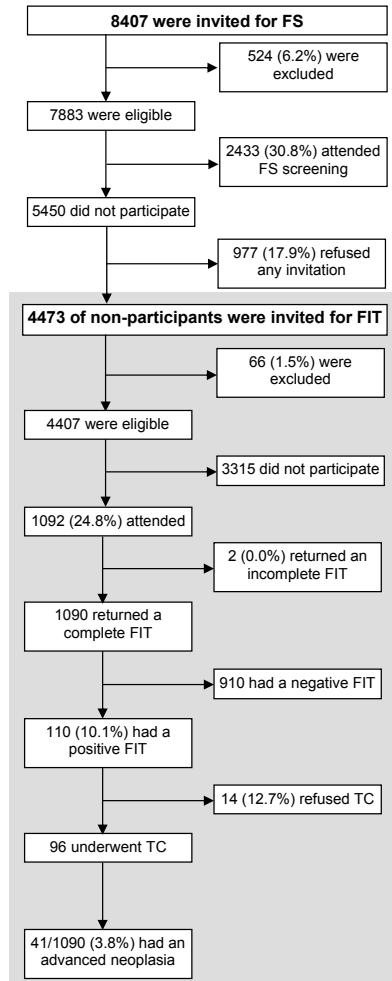 8407 were invited for FS
524 (6.2%) were
excluded
7883 were eligible
2433 (30.8%) attended
FS screening
5450 did not participate
977 (17.9%) refused
any invitation
4473 of non-participants were invited for FIT
66 (1.5%) were
excluded
4407 were eligible
3315 did not participate
1092 (24.8%) attended
2 (0.0%) returned an
incomplete FIT
1090 returned a
complete FIT
910 had a negative FIT
110 (10.1%) had a
positive FIT
14 (12.7%) refused TC
96 underwent TC
41/1090 (3.8%) had an
advanced neoplasia